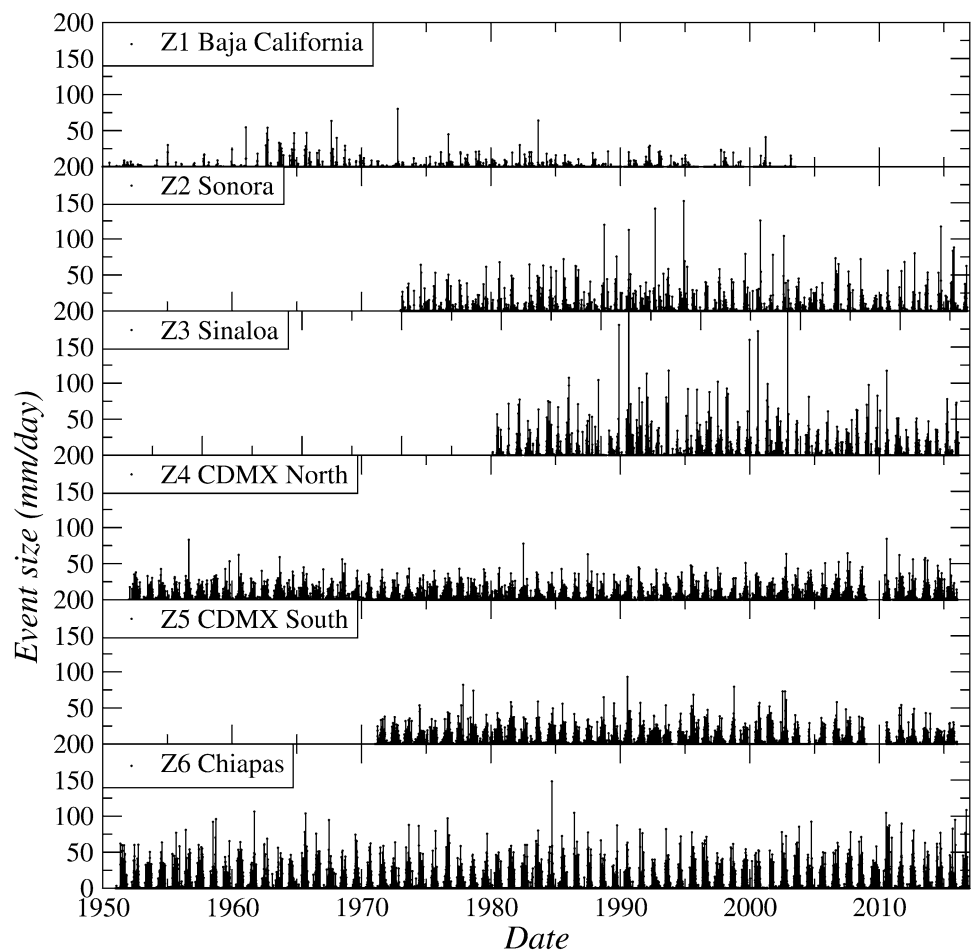 200
Z1 Baja California
150
100
50
200
Z2 Sonora
150
100
50
200
Z3 Sinaloa
150
100
50
200
Z4 CDMX North
150
100
50
200
Z5 CDMX South
150
100
50
200
Z6 Chiapas
150
100
50
0
1950 1960 1970 1980 1990 2000 2010
Date
Event size (mm/day)